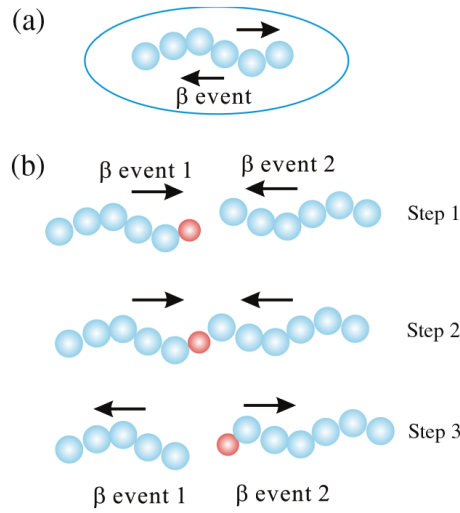 (a)
β event
(b)
β event 1 β event 2
Step 1
Step 2
Step 3
β event 1 β event 2